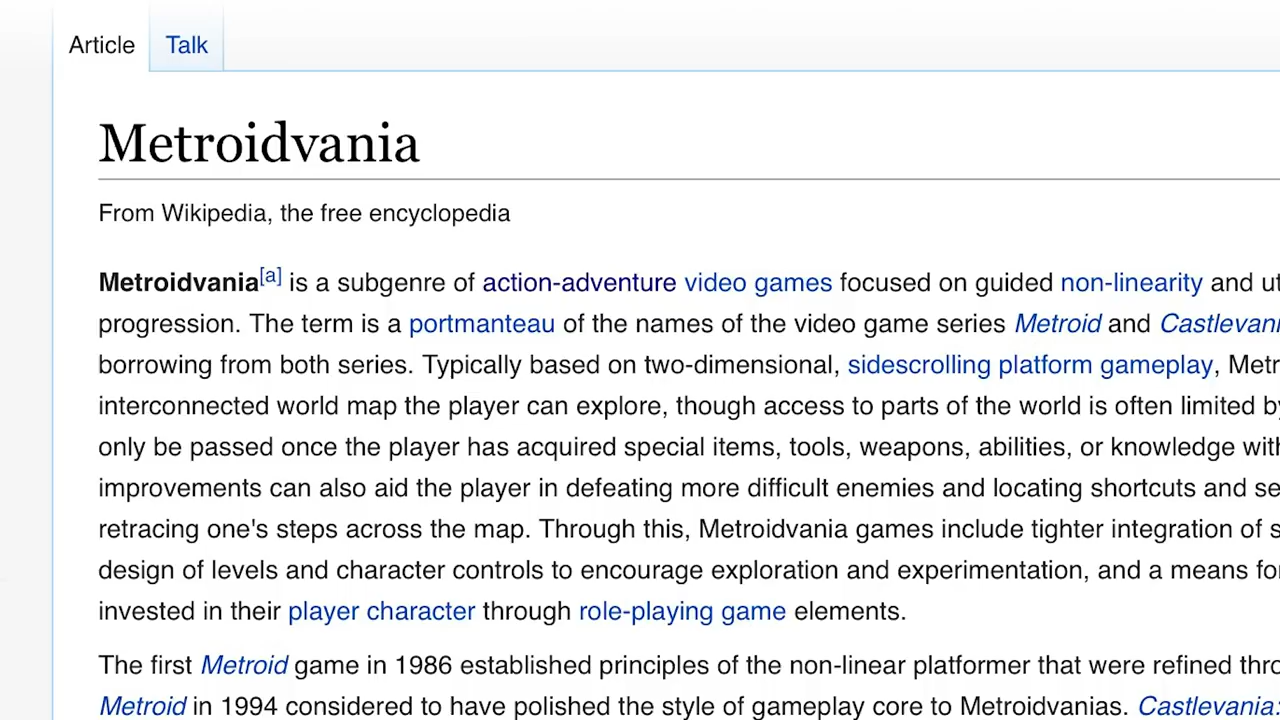 Article Talk
Metroidvania
From Wikipedia, the free encyclopedia
Metroidvania[a] is a subgenre of action-adventure video games focused on guided non-linearity and
progression. The term is a portmanteau of the names of the video game series Metroid and
borrowing from both series. Typically based on two-dimensional, sidescrolling platform gameplay,
interconnected world map the player can explore, though access to parts of the world is often limited
only be passed once the player has acquired special items, tools, weapons, abilities, or knowledge
improvements can also aid the player in defeating more difficult enemies and locating shortcuts and
retracing one's steps across the map. Through this, Metroidvania games include tighter integration of
design of levels and character controls to encourage exploration and experimentation, and a means
invested in their player character through role-playing game elements.
The first Metroid game in 1986 established principles of the non-linear platformer that were refined
Metroid in 1994 considered to have polished the style of gameplay core to Metroidvanias. Castlevania: